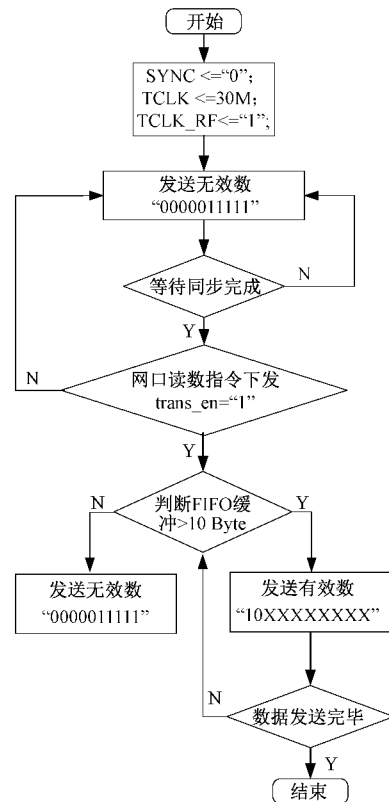 开始
SYNC <=“0”;
TCLK <=30M;
TCLK_RF<=“1”;
发送无效数
“0000011111”
等待同步完成
N
Y
网口读数指令下发
trans_en=“1”
N
Y
判断FIFO缓
冲>10 Byte
N
Y
发送无效数
“0000011111”
发送有效数
“10XXXXXXXX”
数据发送完毕
N
Y
结束